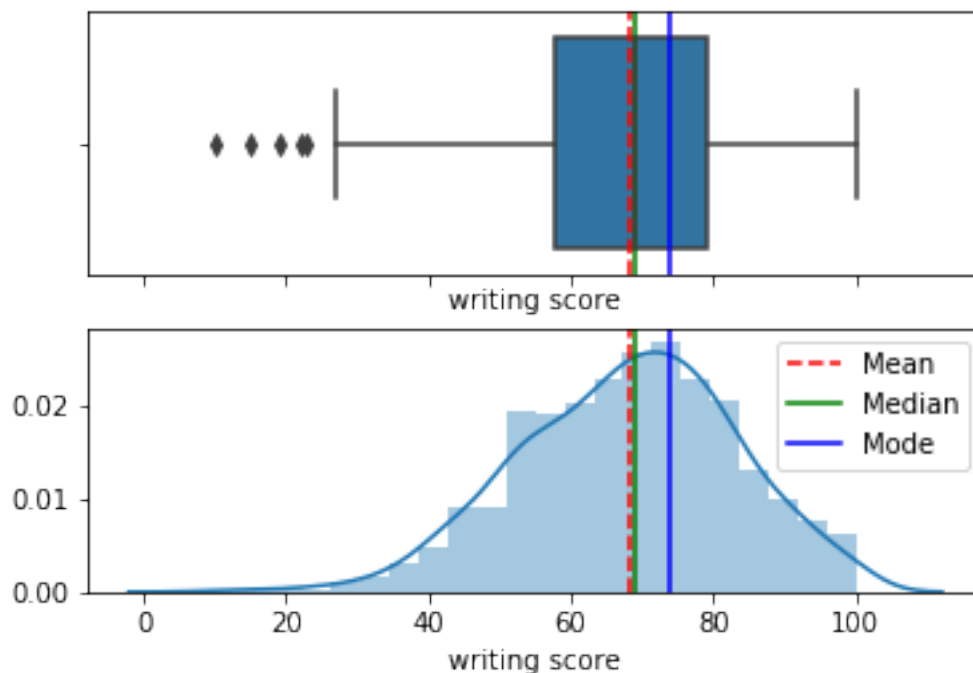 writing score
Mean
Median
Mode
0.02
0.01
0.00
0 20 40 60 80 100
writing score